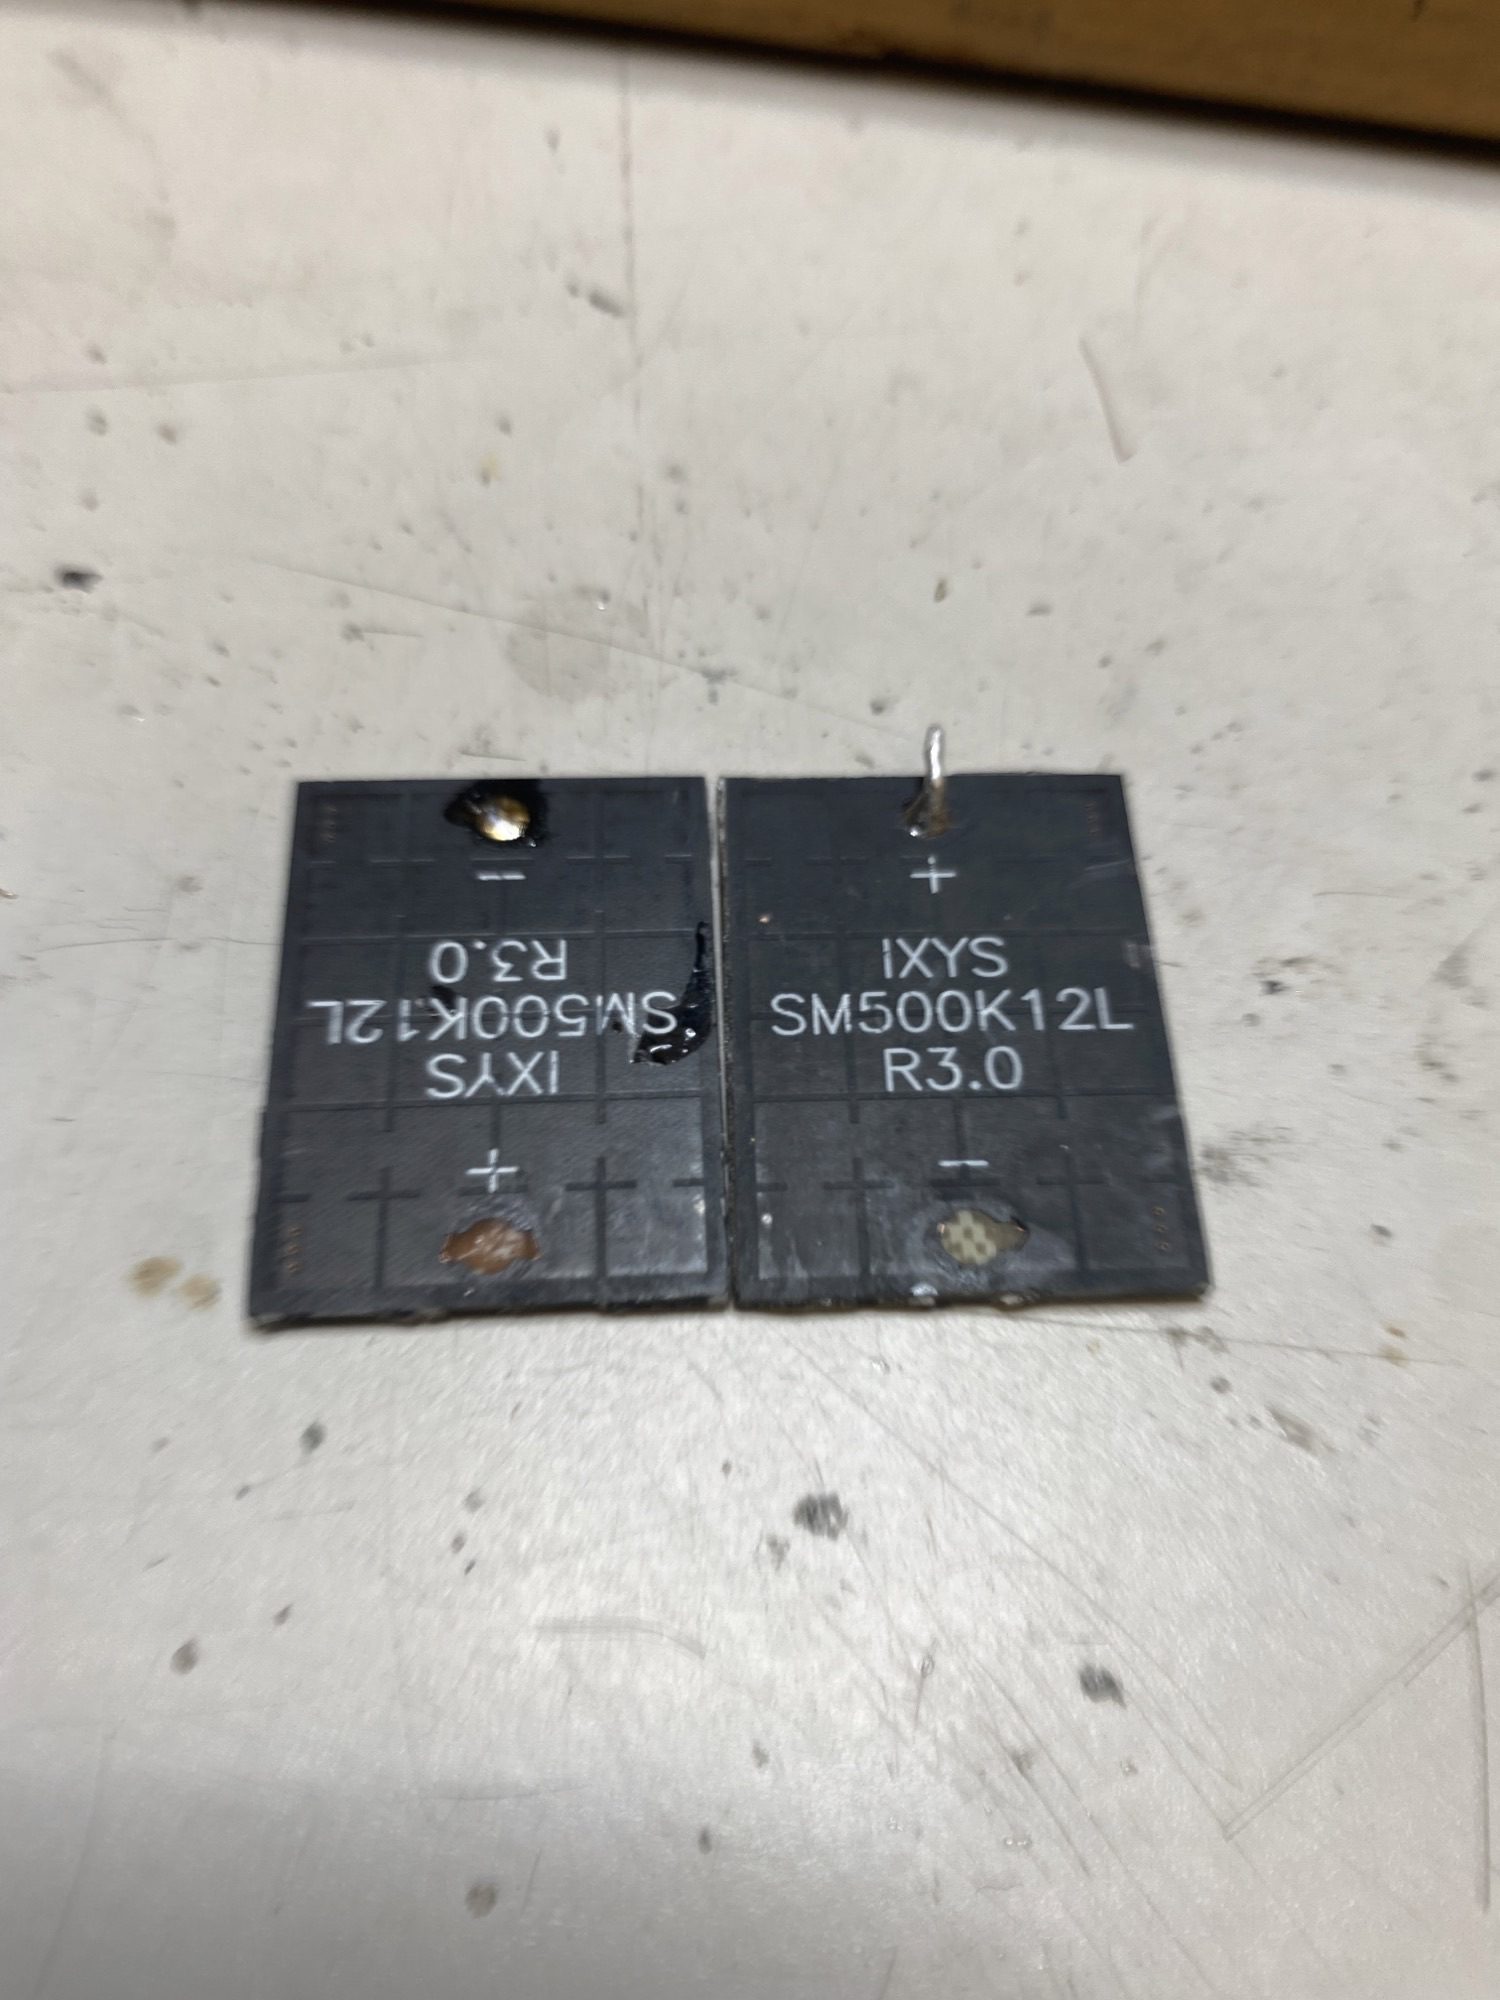 -
R3.0
SM500K12L
IXYS
+
+
IXYS
SM500K12L
R3.0
-